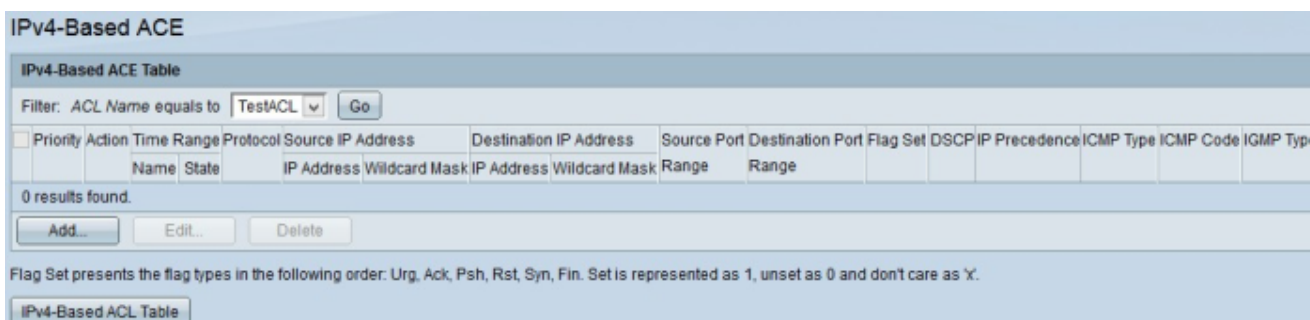 IPv4-Based ACE
IPv4-Based ACE Table
Filter: ACL Name equals to TestACL Go
Priority Action Time Range Protocol Source IP Address Destination IP Address Source Port Destination Port Flag Set DSCP IP Precedence ICMP Type ICMP Code IGMP Typ
Name State IP Address Wildcard Mask IP Address Wildcard Mask Range Range
0 results found.
Add... Edit... Delete
Flag Set presents the flag types in the following order: Urg, Ack, Psh, Rst, Syn, Fin. Set is represented as 1, unset as 0 and don't care as 'x'.
IPv4-Based ACL Table